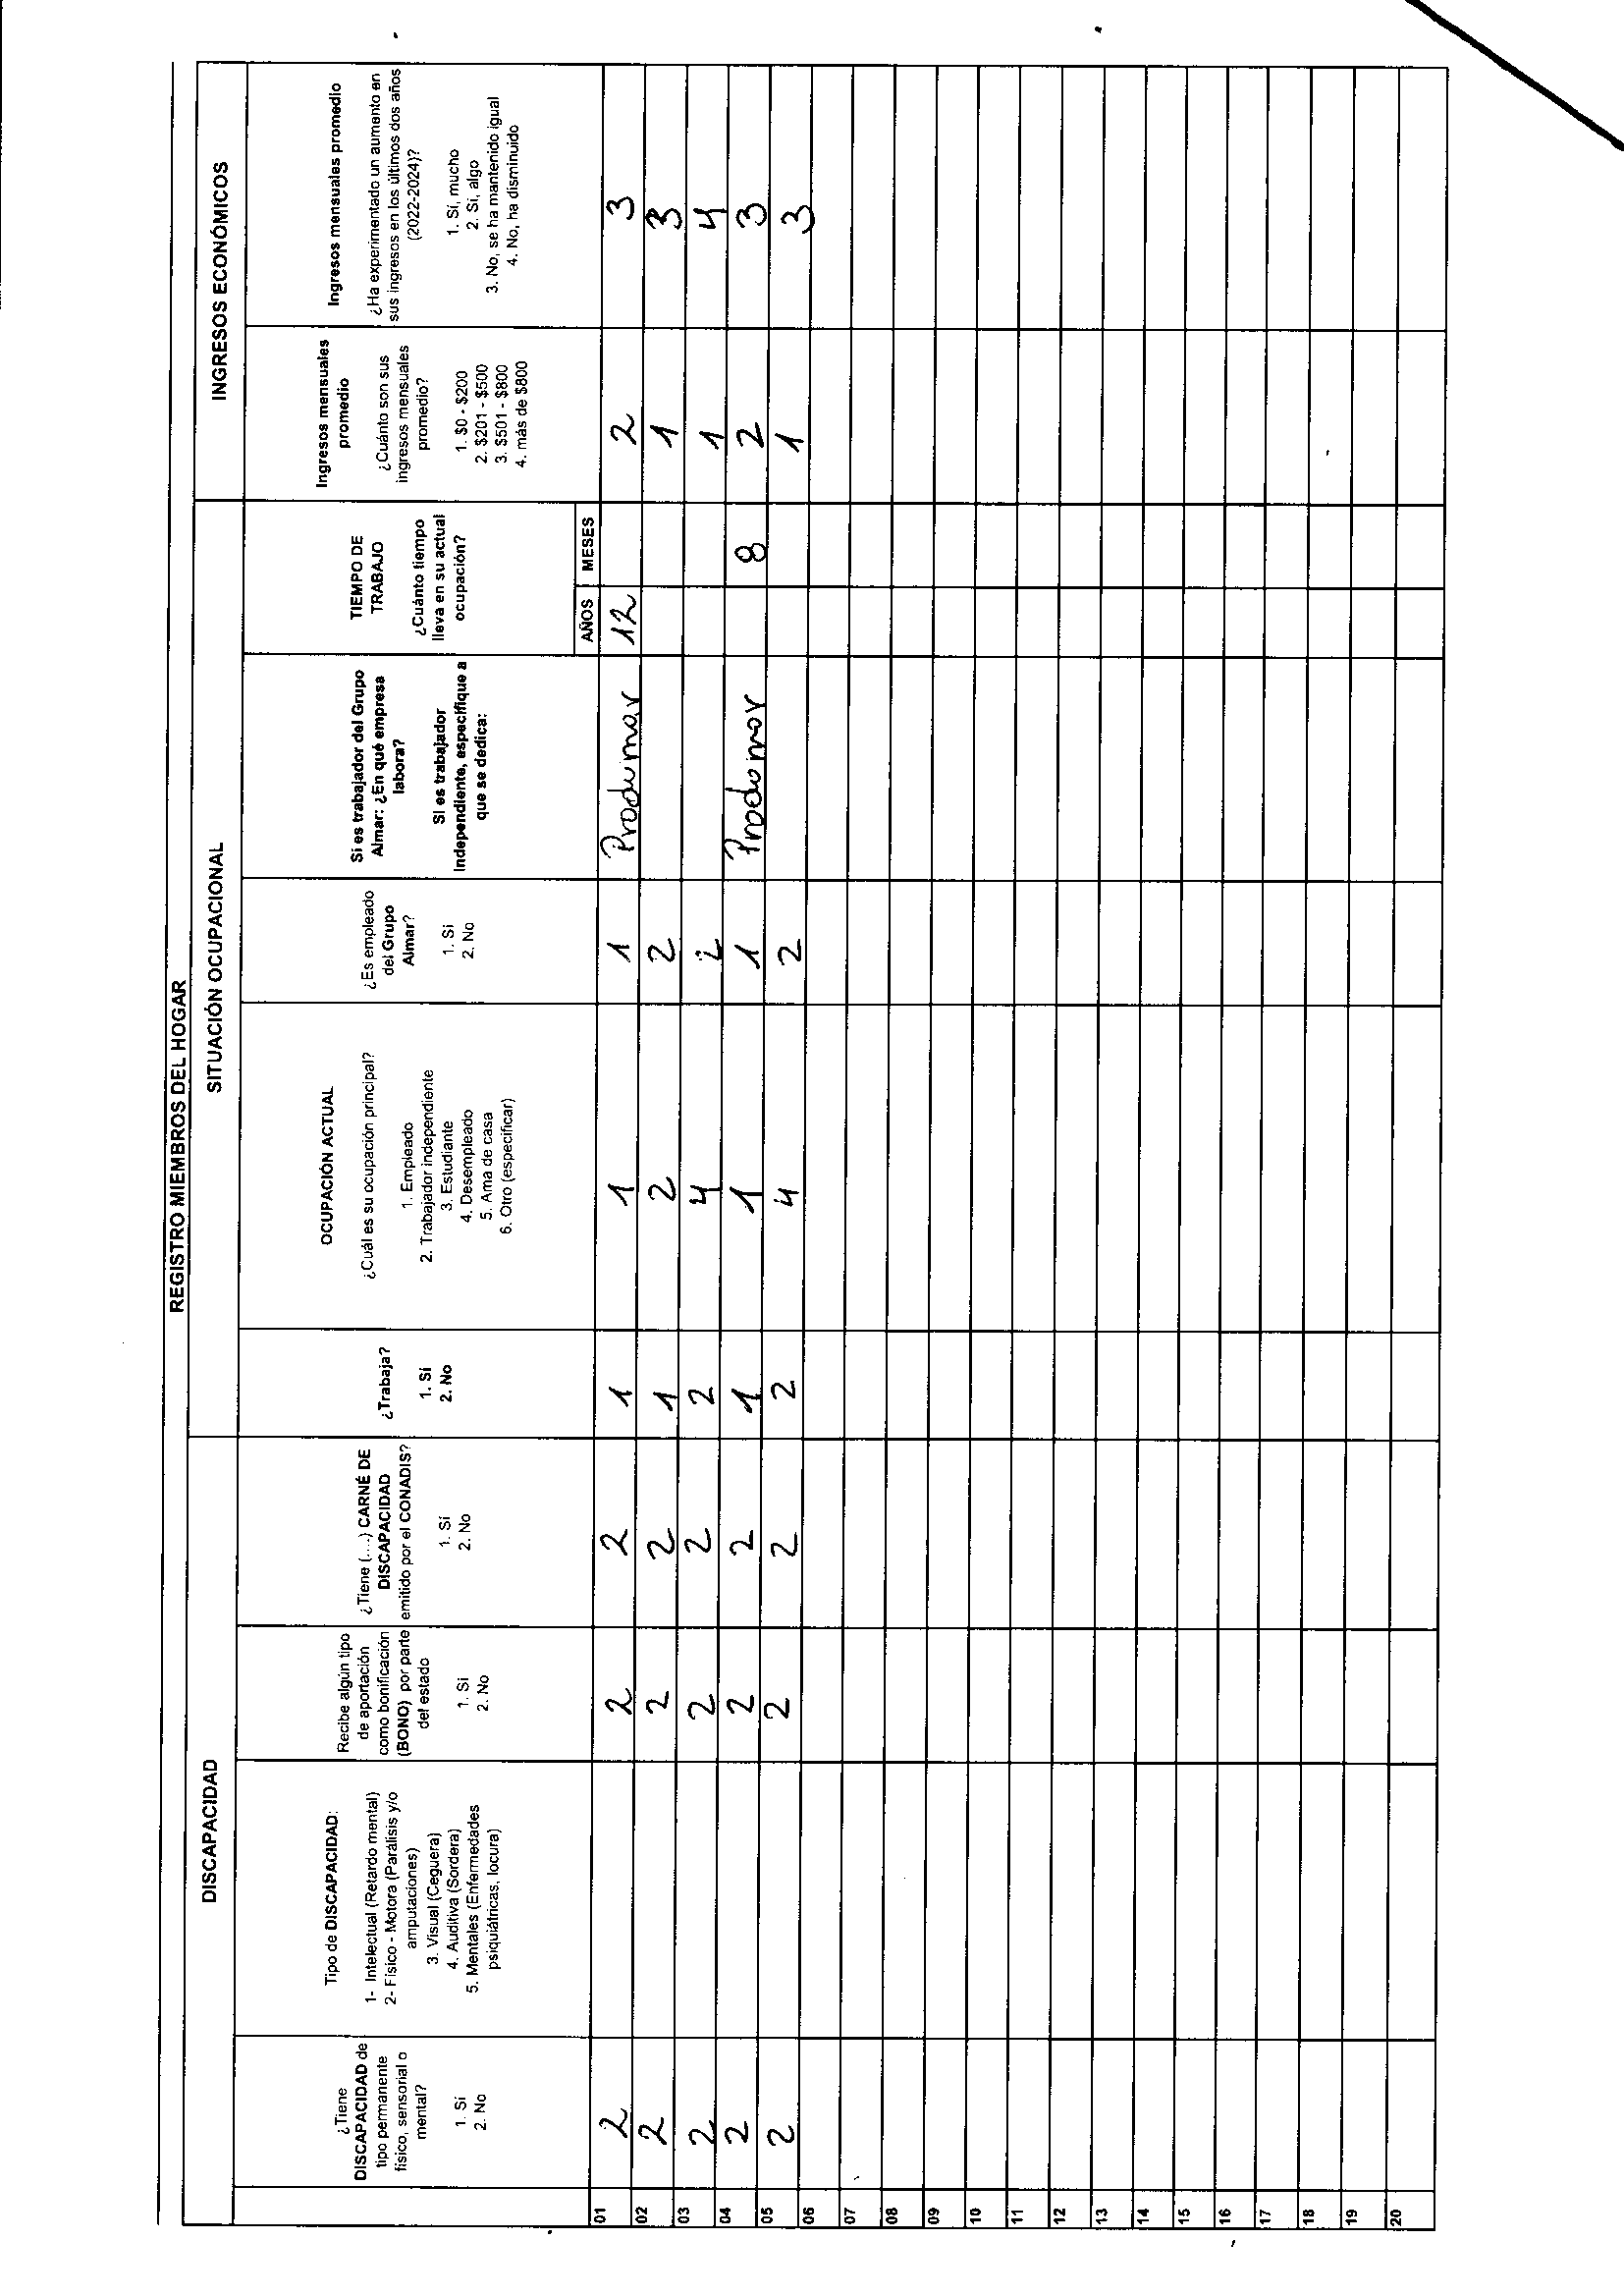 REGISTRO MIEMBROS DEL HOGAR
DISCAPACIDAD
SITUACIÓN OCUPACIONAL
INGRESOS ECONÓMICOS
¿Tiene
DISCAPACIDAD de
tipo permanente
físico, sensorial o
mental?
1. Sí
2. No
Tipo de DISCAPACIDAD:
1- Intelectual (Retardo mental)
2- Físico - Motora (Parálisis y/o
amputaciones)
3. Visual (Ceguera)
4. Auditiva (Sordera)
5. Mentales (Enfermedades
psiquiátricas, locura)
Recibe algún tipo
de aportación
como bonificación
(BONO) por parte
del estado
1. Sí
2. No
¿Tiene (...) CARNÉ DE
DISCAPACIDAD
emitido por el CONADIS?
1. Sí
2. No
¿Trabaja?
1. Sí
2. No
OCUPACIÓN ACTUAL
¿Cuál es su ocupación principal?
1. Empleado
2. Trabajador independiente
3. Estudiante
4. Desempleado
5. Ama de casa
6. Otro (especificar)
¿Es empleado
del Grupo
Almar?
1. Sí
2. No
Si es trabajador del Grupo
Almar: ¿En qué empresa
labora?
Si es trabajador
Independiente, especifique a
que se dedica:
TIEMPO DE
TRABAJO
¿Cuánto tiempo
lleva en su actual
ocupación?
AÑOS MESES
Ingresos mensuales
promedio
¿Cuánto son sus
ingresos mensuales
promedio?
1. $0 - $200
2. $201 - $500
3. $501 - $800
4. más de $800
Ingresos mensuales promedio
¿Ha experimentado un aumento en
sus ingresos en los últimos dos años
(2022-2024)?
1. Sí, mucho
2. Sí, algo
3. No, se ha mantenido igual
4. No, ha disminuido
01 2 2 2 1 1 1 Produmar 12 2 3
02 2 2 2 1 2 2 1 3
03 2 2 2 2 4 2 1 4
04 2 2 2 1 1 1 Produmar 8 2 3
05 2 2 2 2 4 2 1 3
06
07
08
09
10
11
12
13
14
15
16
17
18
19
20